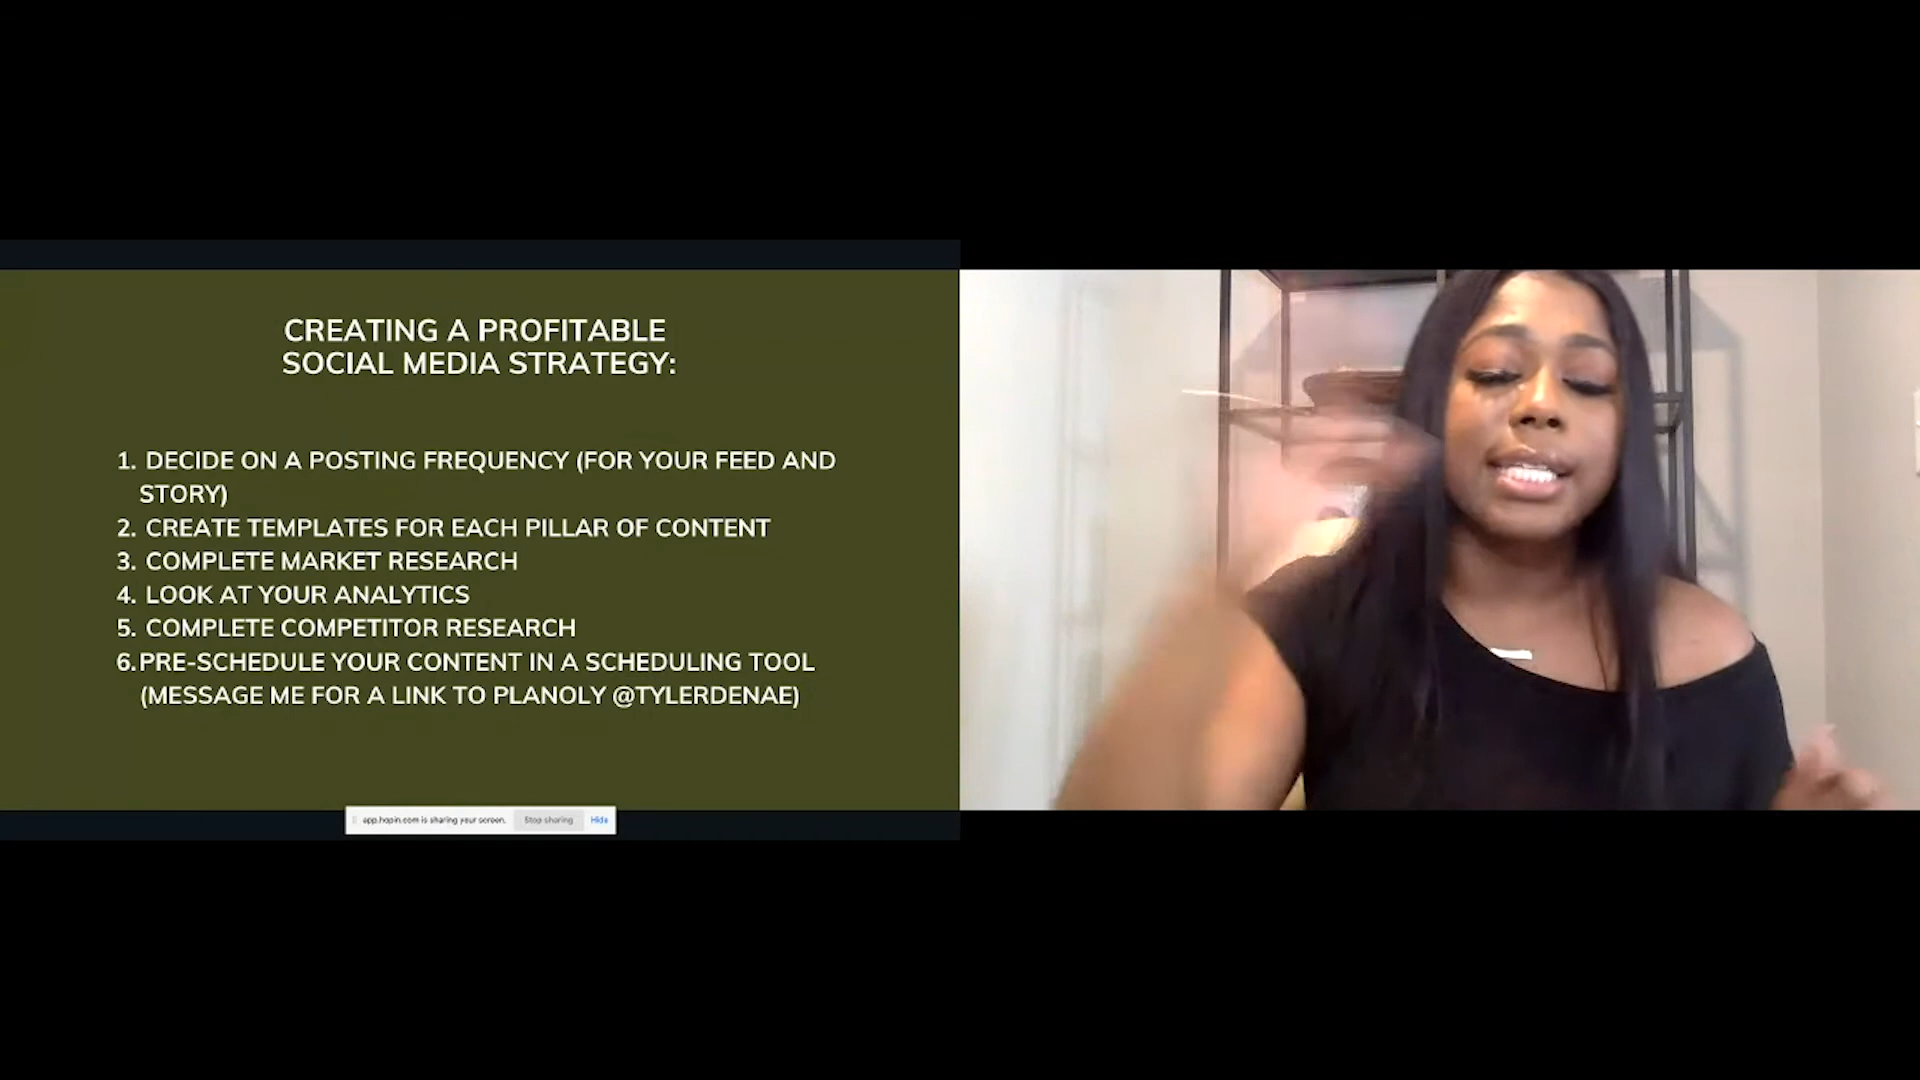 CREATING A PROFITABLE
SOCIAL MEDIA STRATEGY:
1. DECIDE ON A POSTING FREQUENCY (FOR YOUR FEED AND
STORY)
2. CREATE TEMPLATES FOR EACH PILLAR OF CONTENT
3. COMPLETE MARKET RESEARCH
4. LOOK AT YOUR ANALYTICS
5. COMPLETE COMPETITOR RESEARCH
6. PRE-SCHEDULE YOUR CONTENT IN A SCHEDULING TOOL
(MESSAGE ME FOR A LINK TO PLANOLY @TYLERDENAE)
app.hopin.com is sharing your screen. Stop sharing Hide